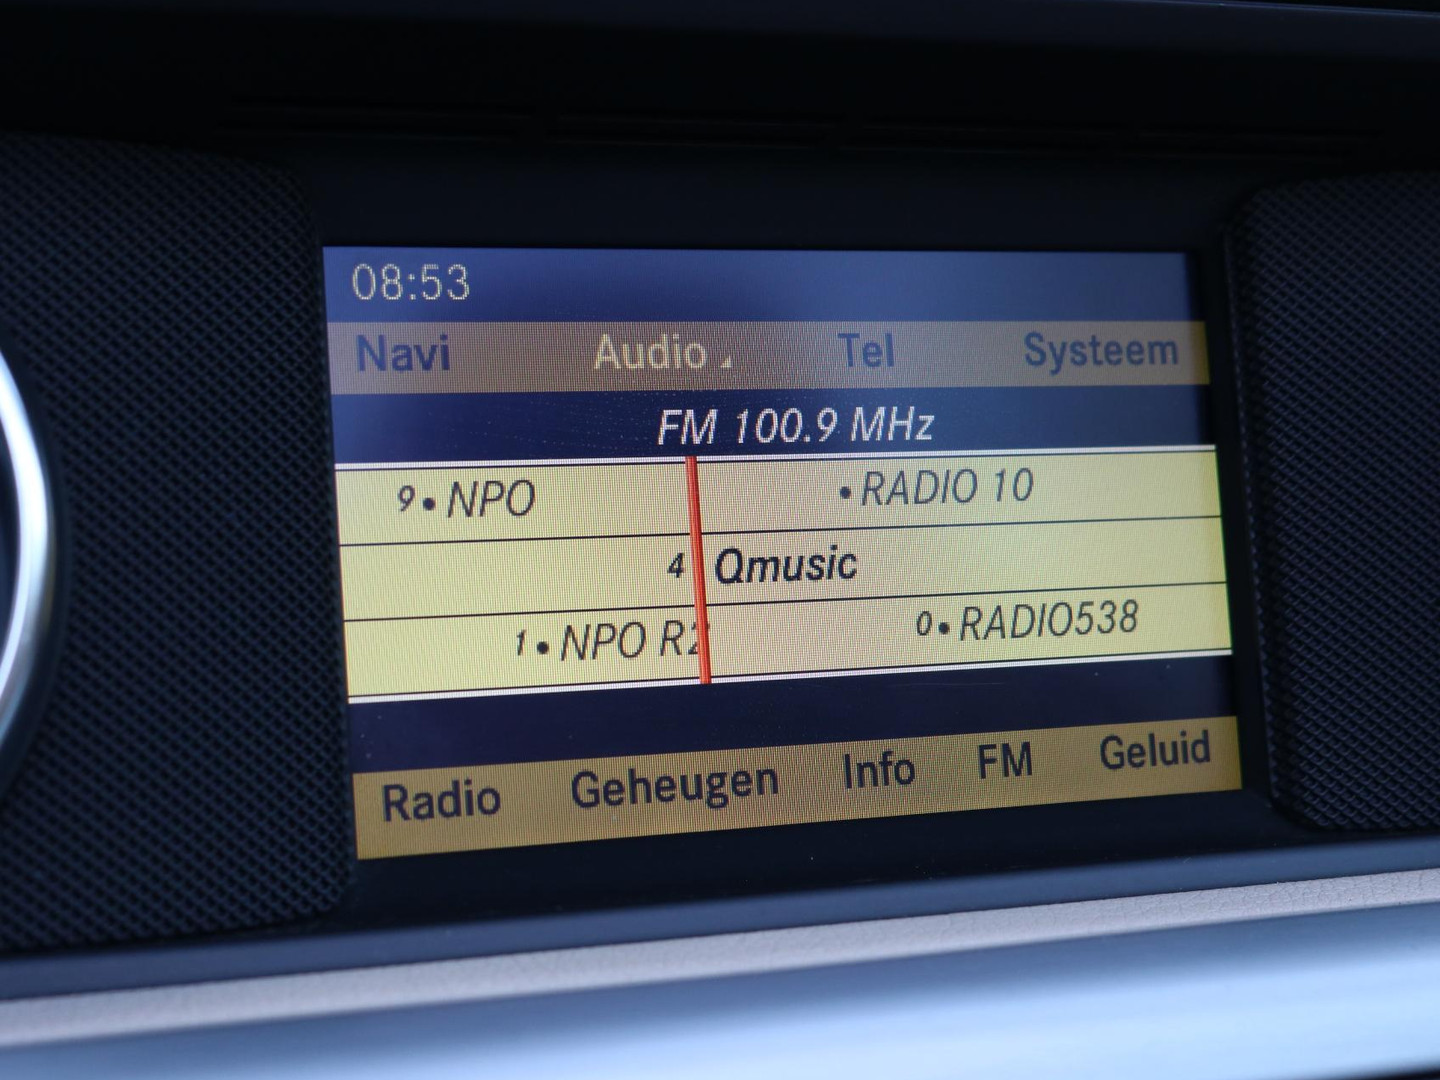 08:53
Navi Audio Tel Systeem
FM 100.9 MHz
9• NPO •RADIO 10
4 Qmusic
1• NPO R2 0• RADIO538
Radio Geheugen Info FM Geluid